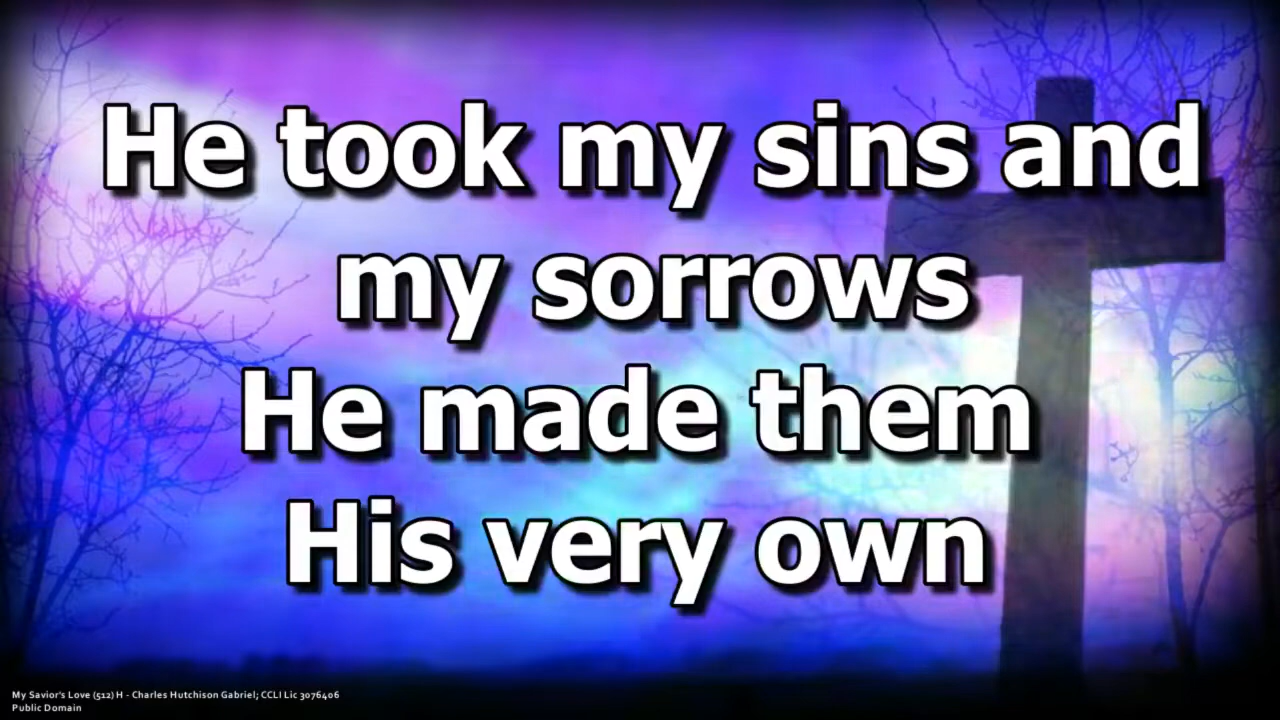 He took my sins and
my sorrows
He made them
His very own
My Savior's Love (512) H - Charles Hutchison Gabriel; CCLI Lic 3076406
Public Domain